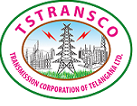 TSTRANSCO
TRANSMISSION CORPORATION OF TELANGANA LTD.